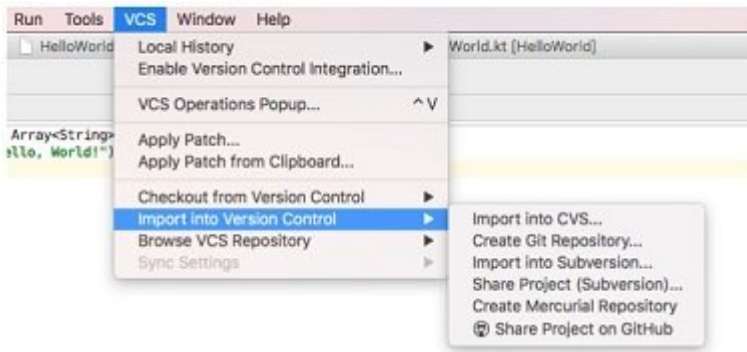 Run Tools VCS Window Help
HelloWorld World.kt [HelloWorld]
Local History
Enable Version Control Integration...
VCS Operations Popup... ^V
Array<String>
ello, World!")
Apply Patch...
Apply Patch from Clipboard...
Checkout from Version Control
Import into Version Control
Browse VCS Repository
Sync Settings
Import into CVS...
Create Git Repository...
Import into Subversion...
Share Project (Subversion)...
Create Mercurial Repository
Share Project on GitHub